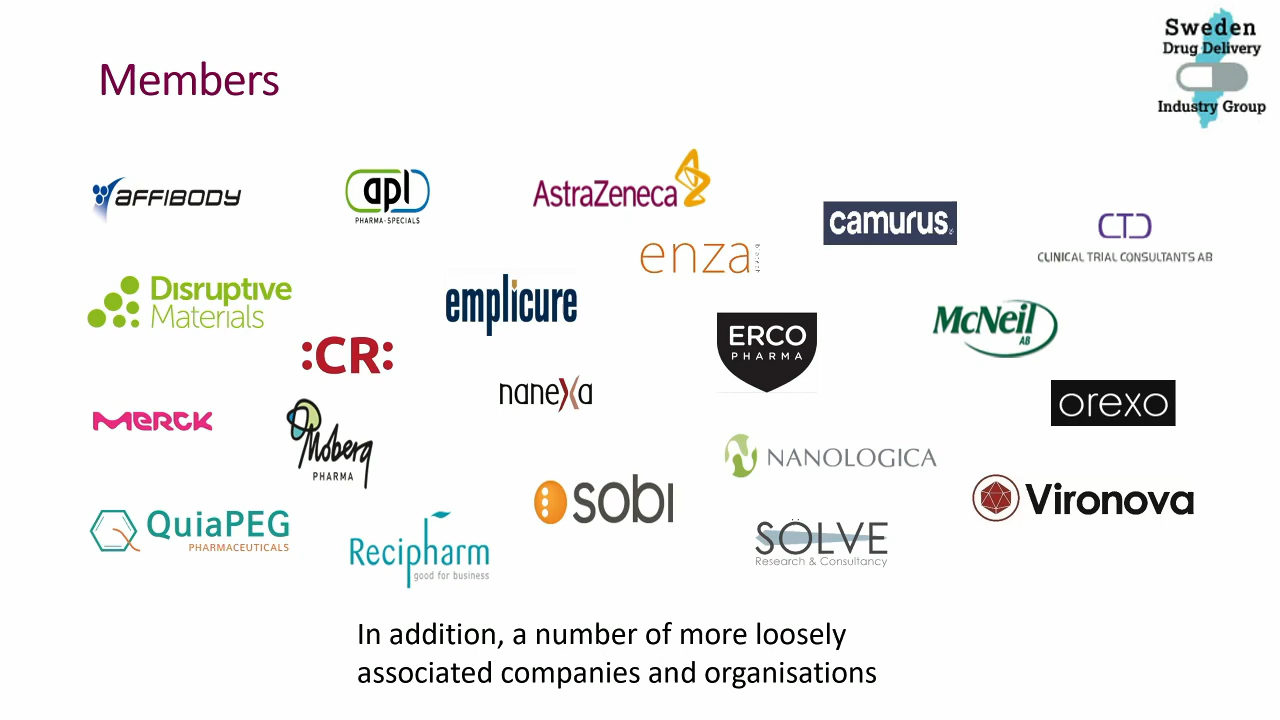 Sweden
Drug Delivery
Industry Group
Members
AFFIBODY
apl
PHARMA-SPECIALS
AstraZeneca
camurus
CTC
CLINICAL TRIAL CONSULTANTS AB
enza
Disruptive
Materials
emplicure
ERCO
PHARMA
McNeil
AB
:CR:
nanexa
orexo
MERCK
Moberg
PHARMA
NANOLOGICA
sobi
Vironova
QuiaPEG
PHARMACEUTICALS
Recipharm
good for business
SÖLVE
Research & Consultancy
In addition, a number of more loosely
associated companies and organisations